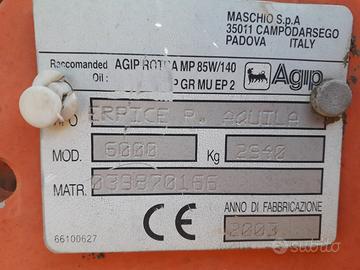 MASCHIO S.p.A
35011 CAMPODARSEGO
PADOVA ITALY
Raccomanded AGIP ROTRA MP 85W/140
Oil : P GR MU EP 2
Agip
PO ERPICE P. AQUILA
MOD. 6000 Kg 2940
MATR. 039870166
CE
ANNO DI FABBRICAZIONE
2003
66100627
subito